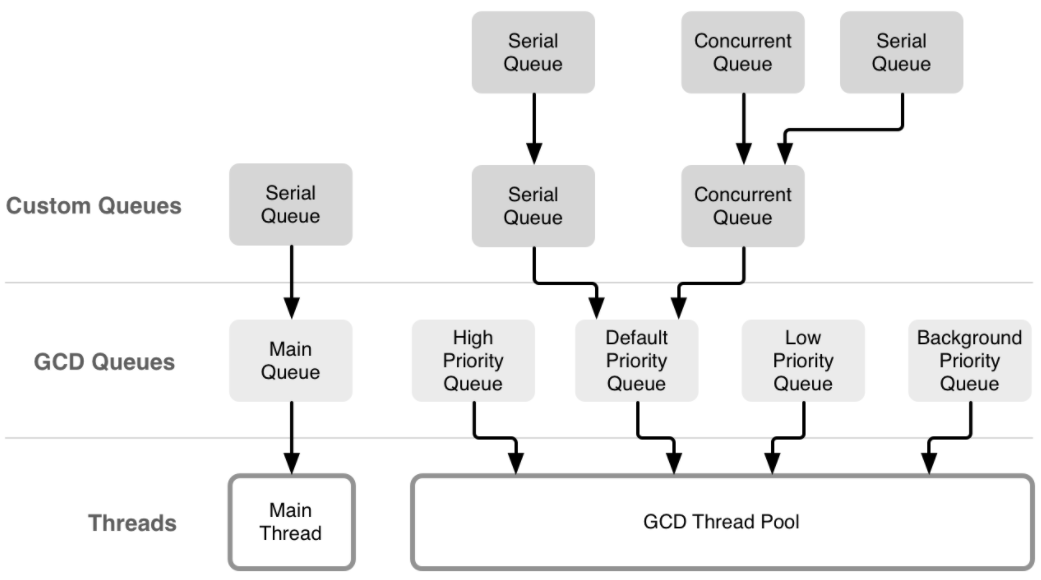 Serial
Queue
Concurrent
Queue
Serial
Queue
Custom Queues
Serial
Queue
Serial
Queue
Concurrent
Queue
GCD Queues
Main
Queue
High
Priority
Queue
Default
Priority
Queue
Low
Priority
Queue
Background
Priority
Queue
Threads
Main
Thread
GCD Thread Pool